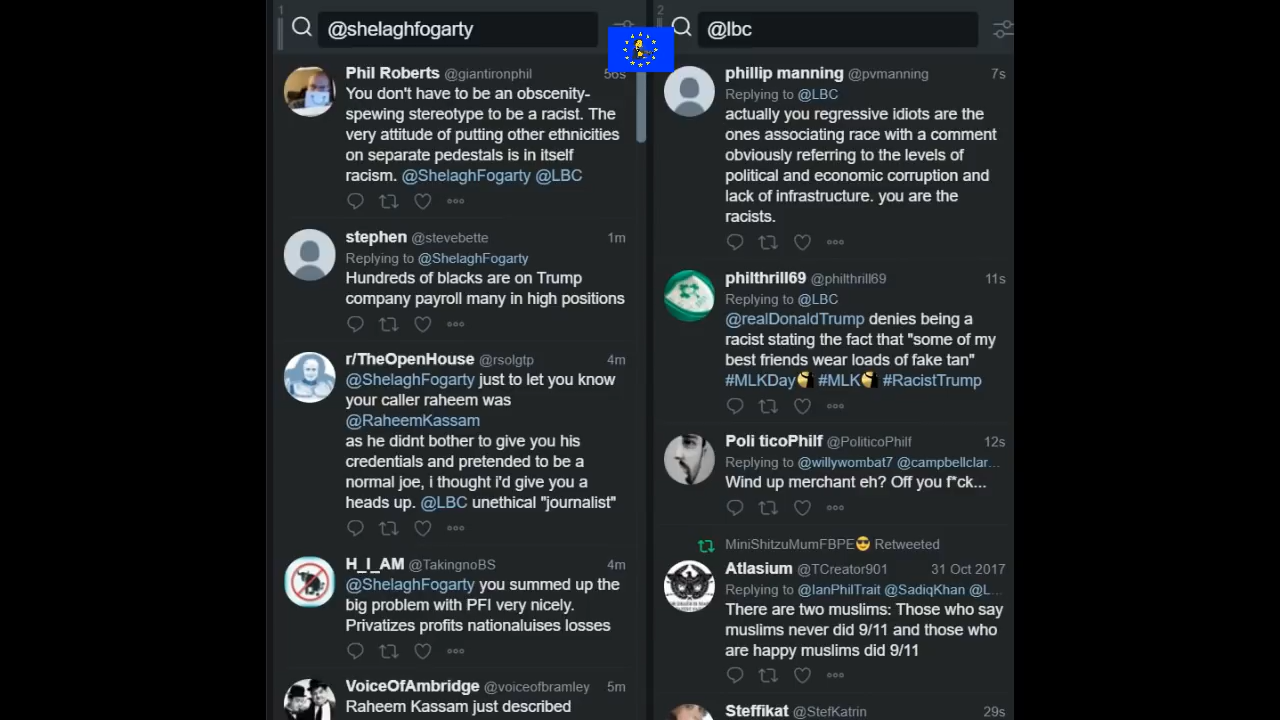 1
@shelaghfogarty
Phil Roberts @giantironphil 56s
You don't have to be an obscenity-
spewing stereotype to be a racist. The
very attitude of putting other ethnicities
on separate pedestals is in itself
racism. @ShelaghFogarty @LBC
stephen @stevebette 1m
Replying to @ShelaghFogarty
Hundreds of blacks are on Trump
company payroll many in high positions
r/TheOpenHouse @rsolgtp 4m
@ShelaghFogarty just to let you know
your caller raheem was
@RaheemKassam
as he didnt bother to give you his
credentials and pretended to be a
normal joe, i thought i'd give you a
heads up. @LBC unethical "journalist"
H_I_AM @TakingnoBS 4m
@ShelaghFogarty you summed up the
big problem with PFI very nicely.
Privatizes profits nationaluises losses
VoiceOfAmbridge @voiceofbramley 5m
Raheem Kassam just described
2
@lbc
phillip manning @pvmanning 7s
Replying to @LBC
actually you regressive idiots are the
ones associating race with a comment
obviously referring to the levels of
political and economic corruption and
lack of infrastructure. you are the
racists.
philthrill69 @philthrill69 11s
Replying to @LBC
@realDonaldTrump denies being a
racist stating the fact that "some of my
best friends wear loads of fake tan"
#MLKDay #MLK #RacistTrump
Poli ticoPhilf @PoliticoPhilf 12s
Replying to @willywombat7 @campbellclar...
Wind up merchant eh? Off you f*ck...
MiniShitzuMumFBPE😎 Retweeted
Atlasium @TCreator901 31 Oct 2017
Replying to @IanPhilTrait @SadiqKhan @L...
There are two muslims: Those who say
muslims never did 9/11 and those who
are happy muslims did 9/11
Steffikat @StefKatrin 29s